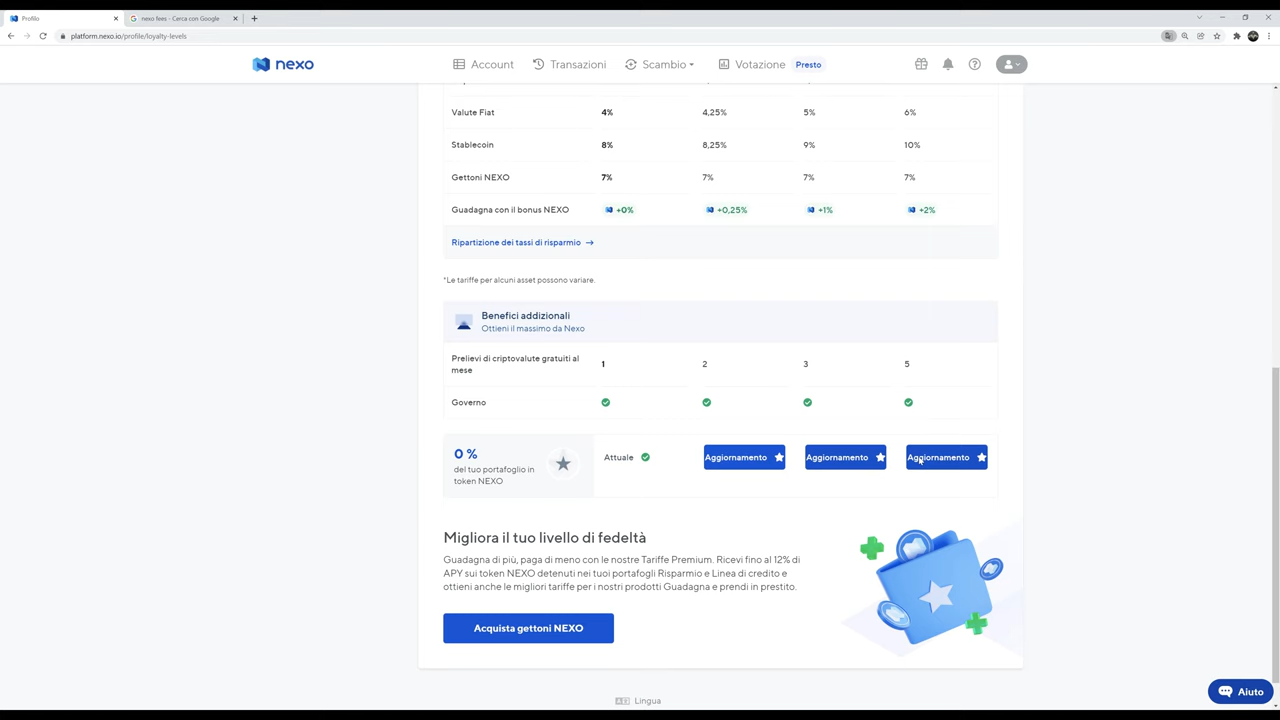 Profilo
nexo fees - Cerca con Google
platform.nexo.io/profile/loyalty-levels
nexo
Account
Transazioni
Scambio
Votazione
Presto
Valute Fiat 4% 4,25% 5% 6%
Stablecoin 8% 8,25% 9% 10%
Gettoni NEXO 7% 7% 7% 7%
Guadagna con il bonus NEXO +0% +0,25% +1% +2%
Ripartizione dei tassi di risparmio →
*Le tariffe per alcuni asset possono variare.
Benefici addizionali
Ottieni il massimo da Nexo
Prelievi di criptovalute gratuiti al
mese
1 2 3 5
Governo
0 %
del tuo portafoglio in
token NEXO
Attuale
Aggiornamento
Aggiornamento
Aggiornamento
Migliora il tuo livello di fedeltà
Guadagna di più, paga di meno con le nostre Tariffe Premium. Ricevi fino al 12% di
APY sui token NEXO detenuti nei tuoi portafogli Risparmio e Linea di credito e
ottieni anche le migliori tariffe per i nostri prodotti Guadagna e prendi in prestito.
Acquista gettoni NEXO
Lingua
Aiuto